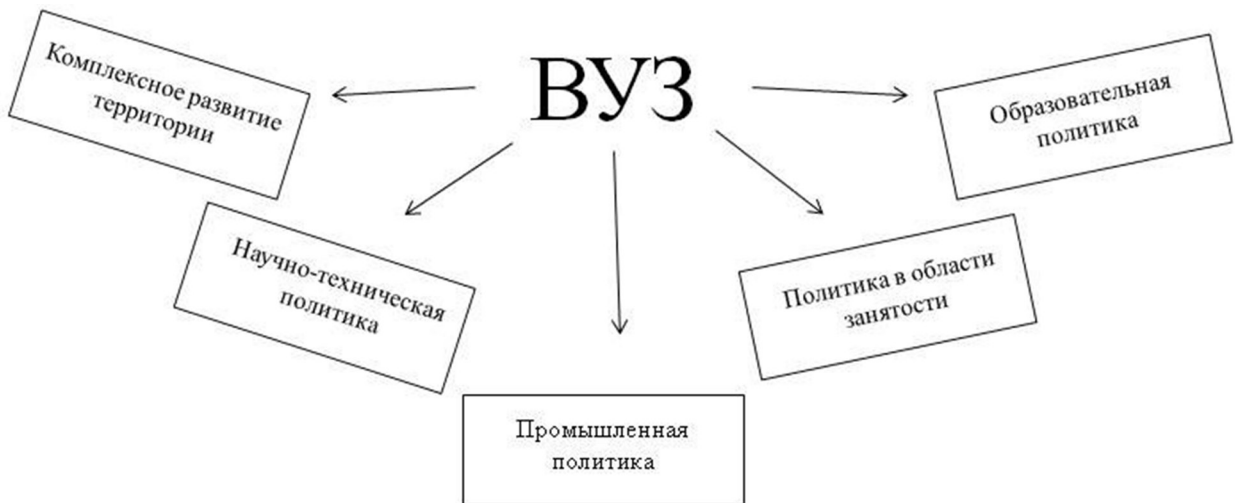 ВУЗ
Комплексное развитие
территории
Научно-техническая
политика
Промышленная
политика
Политика в области
занятости
Образовательная
политика